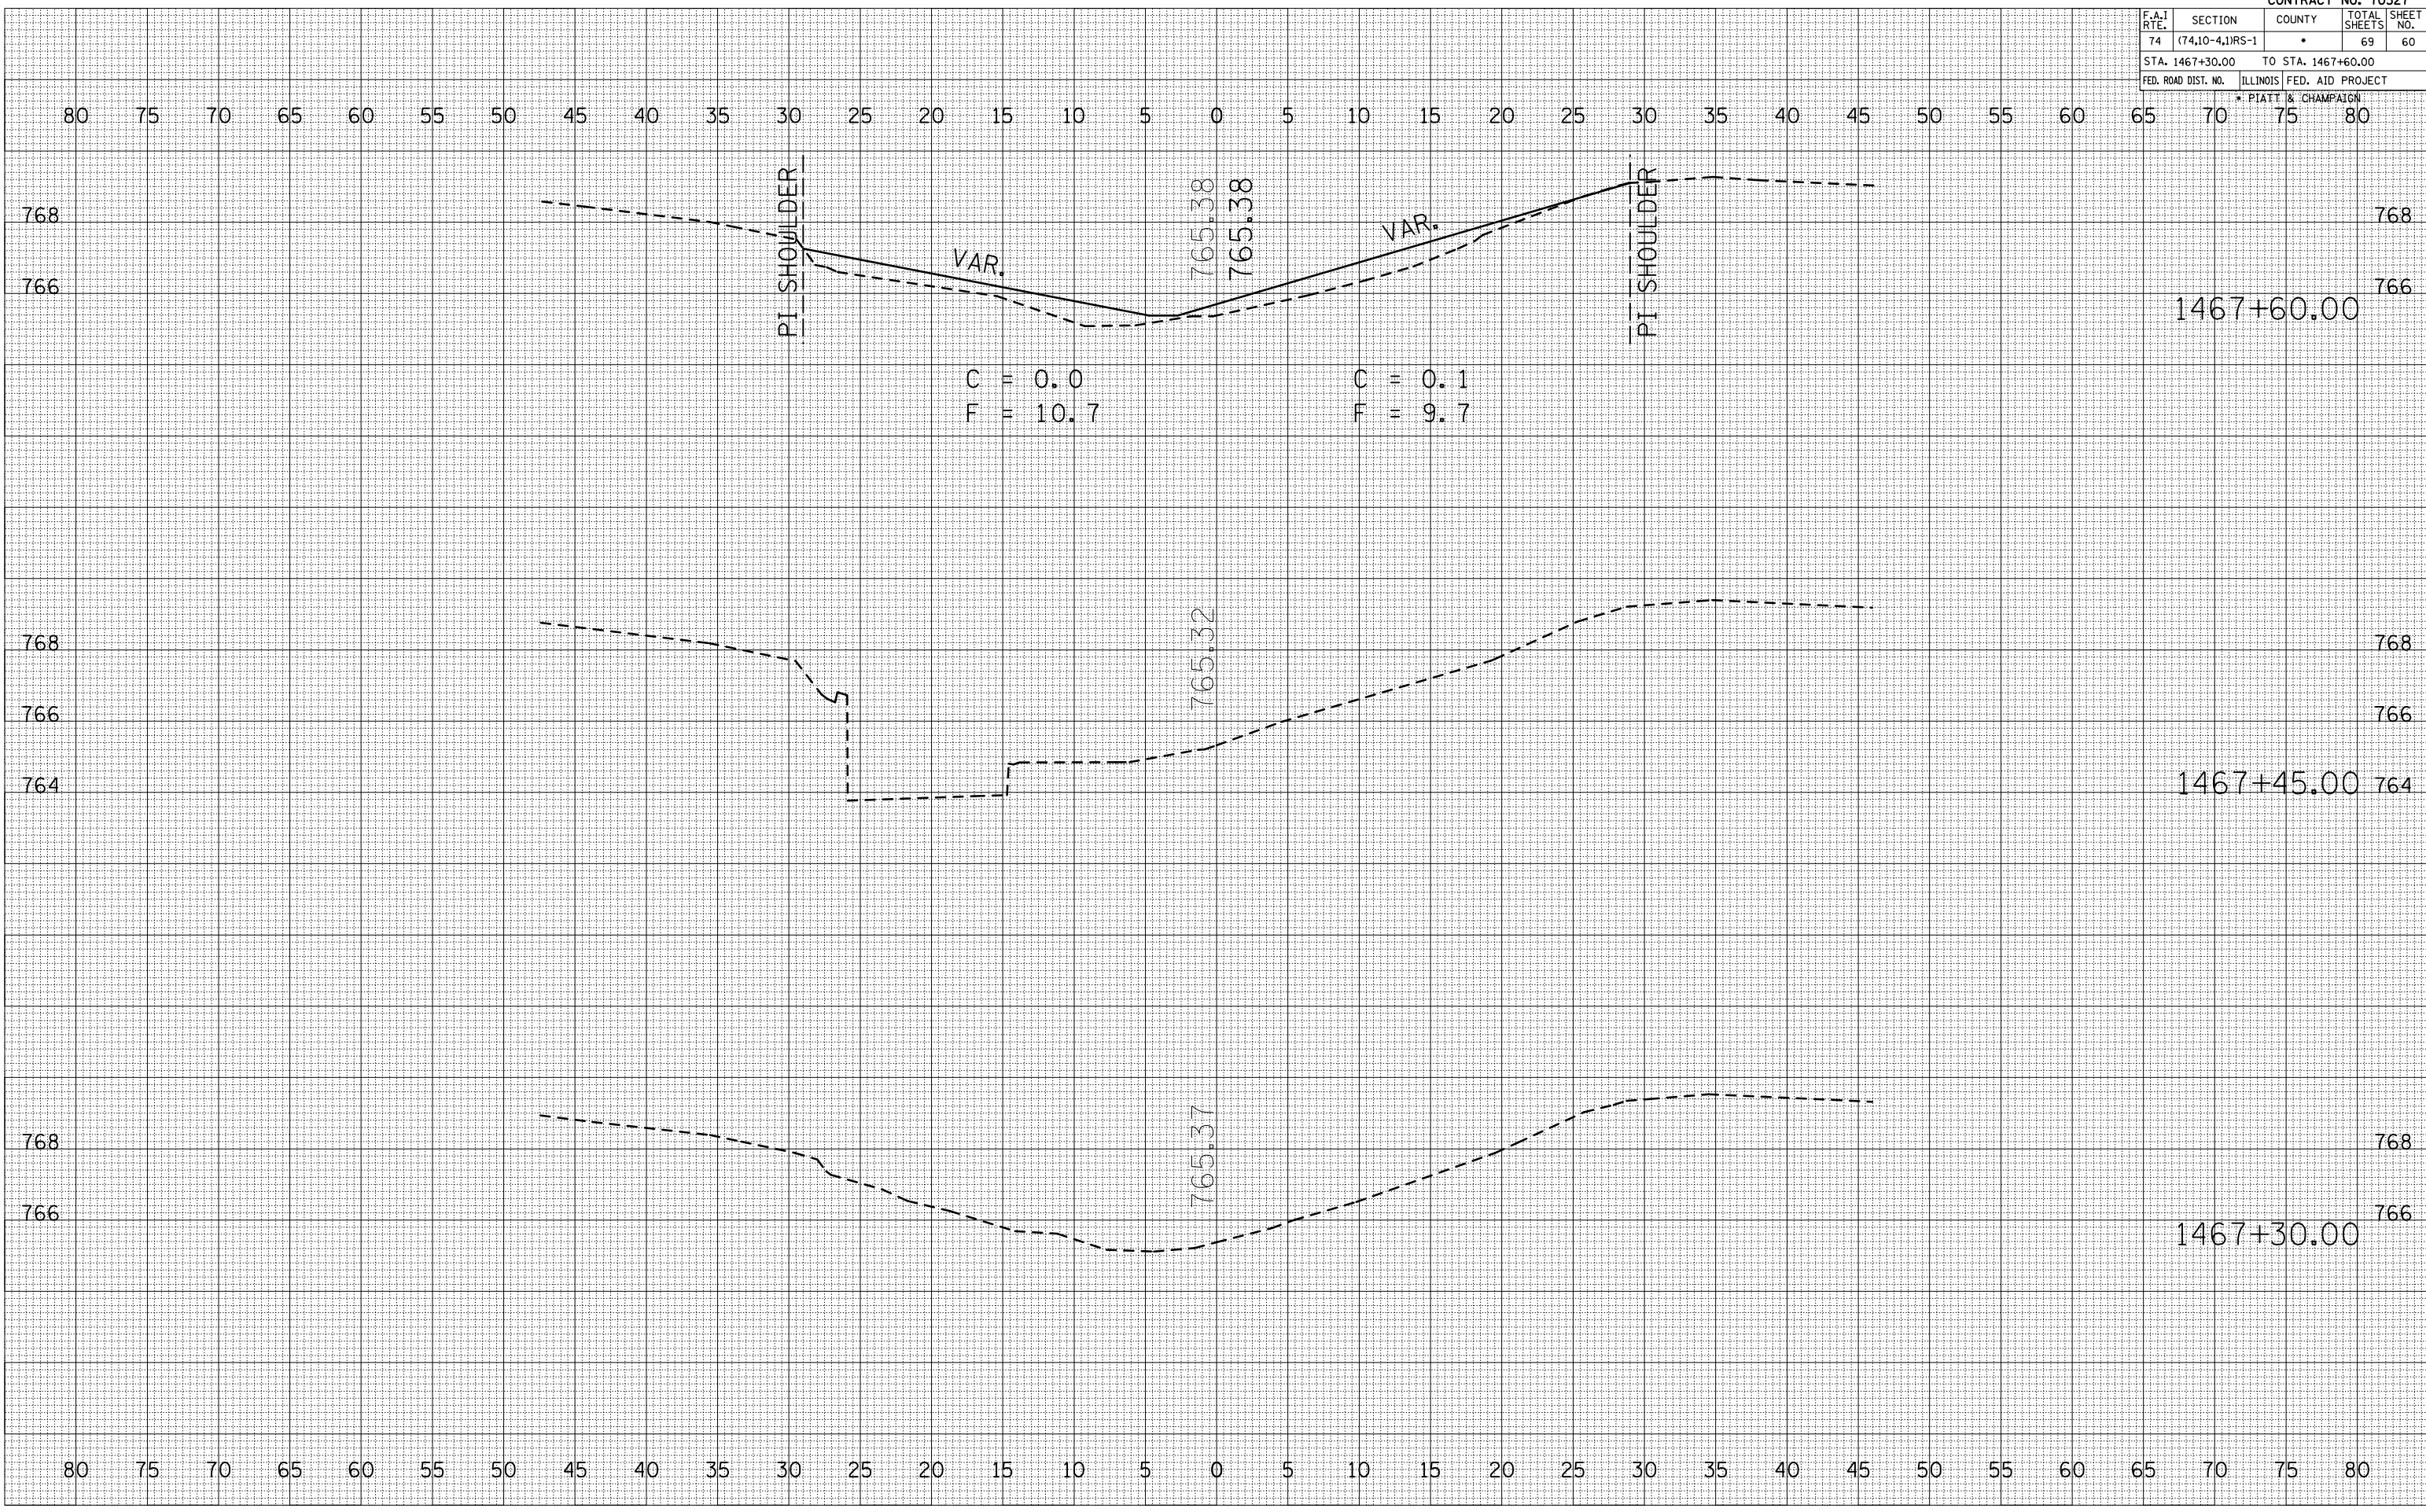 F.A.I RTE. SECTION COUNTY TOTAL SHEETS SHEET NO.
74 (74,10-4,1)RS-1 * 69 60
STA. 1467+30.00 TO STA. 1467+60.00
FED. ROAD DIST. NO. ILLINOIS FED. AID PROJECT
* PIATT & CHAMPAIGN
80 75 70 65 60 55 50 45 40 35 30 25 20 15 10 5 0 5 10 15 20 25 30 35 40 45 50 55 60 65 70 75 80
PI SHOULDER
765.38
765.38
PI SHOULDER
768 768
VAR. VAR.
766 766
1467+60.00
C = 0.0 C = 0.1
F = 10.7 F = 9.7
765.32
768 768
766 766
764 1467+45.00 764
765.37
768 768
766 766
1467+30.00
80 75 70 65 60 55 50 45 40 35 30 25 20 15 10 5 0 5 10 15 20 25 30 35 40 45 50 55 60 65 70 75 80